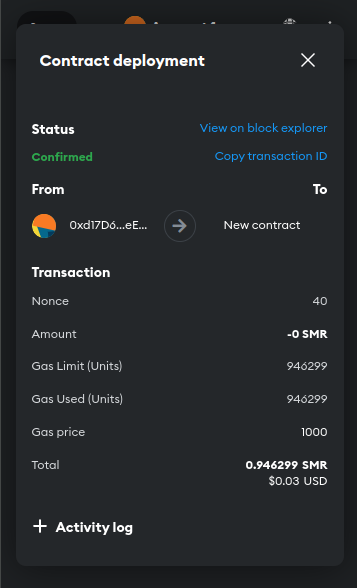 Contract deployment
Status View on block explorer
Confirmed Copy transaction ID
From To
0xd17D6...eE... New contract
Transaction
Nonce 40
Amount -0 SMR
Gas Limit (Units) 946299
Gas Used (Units) 946299
Gas price 1000
Total 0.946299 SMR
$0.03 USD
+ Activity log